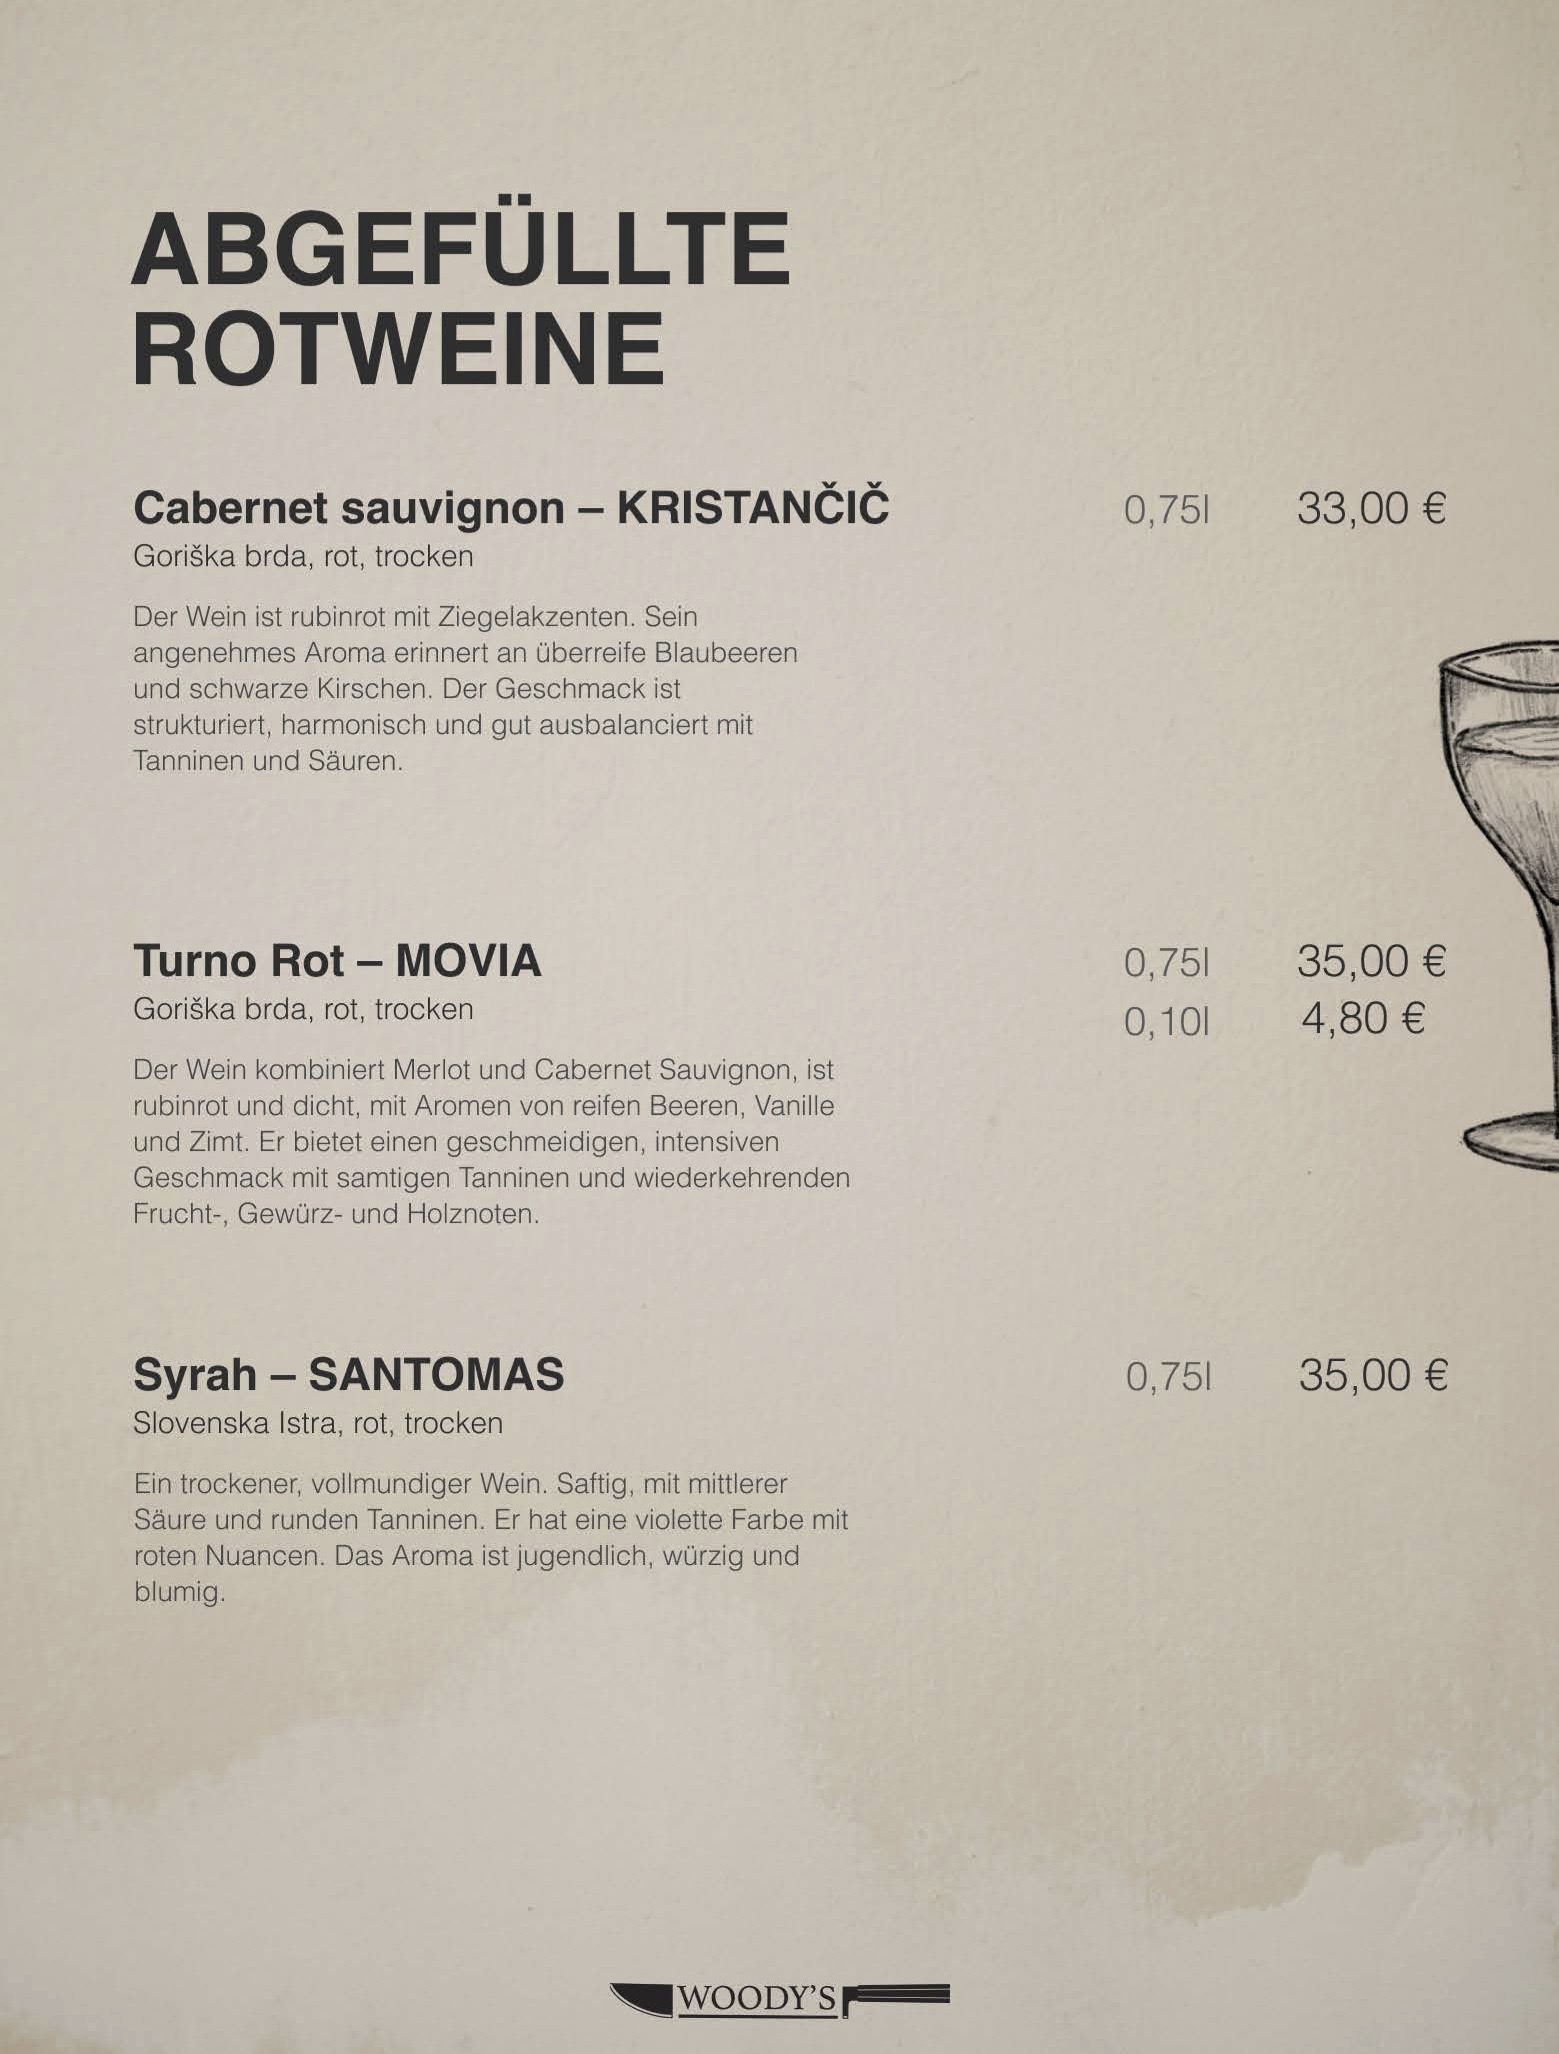 ABGEFÜLLTE
ROTWEINE
Cabernet sauvignon – KRISTANČIČ 0,75l 33,00 €
Goriška brda, rot, trocken
Der Wein ist rubinrot mit Ziegelakzenten. Sein
angenehmes Aroma erinnert an überreife Blaubeeren
und schwarze Kirschen. Der Geschmack ist
strukturiert, harmonisch und gut ausbalanciert mit
Tanninen und Säuren.
Turno Rot – MOVIA 0,75l 35,00 €
Goriška brda, rot, trocken 0,10l 4,80 €
Der Wein kombiniert Merlot und Cabernet Sauvignon, ist
rubinrot und dicht, mit Aromen von reifen Beeren, Vanille
und Zimt. Er bietet einen geschmeidigen, intensiven
Geschmack mit samtigen Tanninen und wiederkehrenden
Frucht-, Gewürz- und Holznoten.
Syrah – SANTOMAS 0,75l 35,00 €
Slovenska Istra, rot, trocken
Ein trockener, vollmundiger Wein. Saftig, mit mittlerer
Säure und runden Tanninen. Er hat eine violette Farbe mit
roten Nuancen. Das Aroma ist jugendlich, würzig und
blumig.
WOODY'S